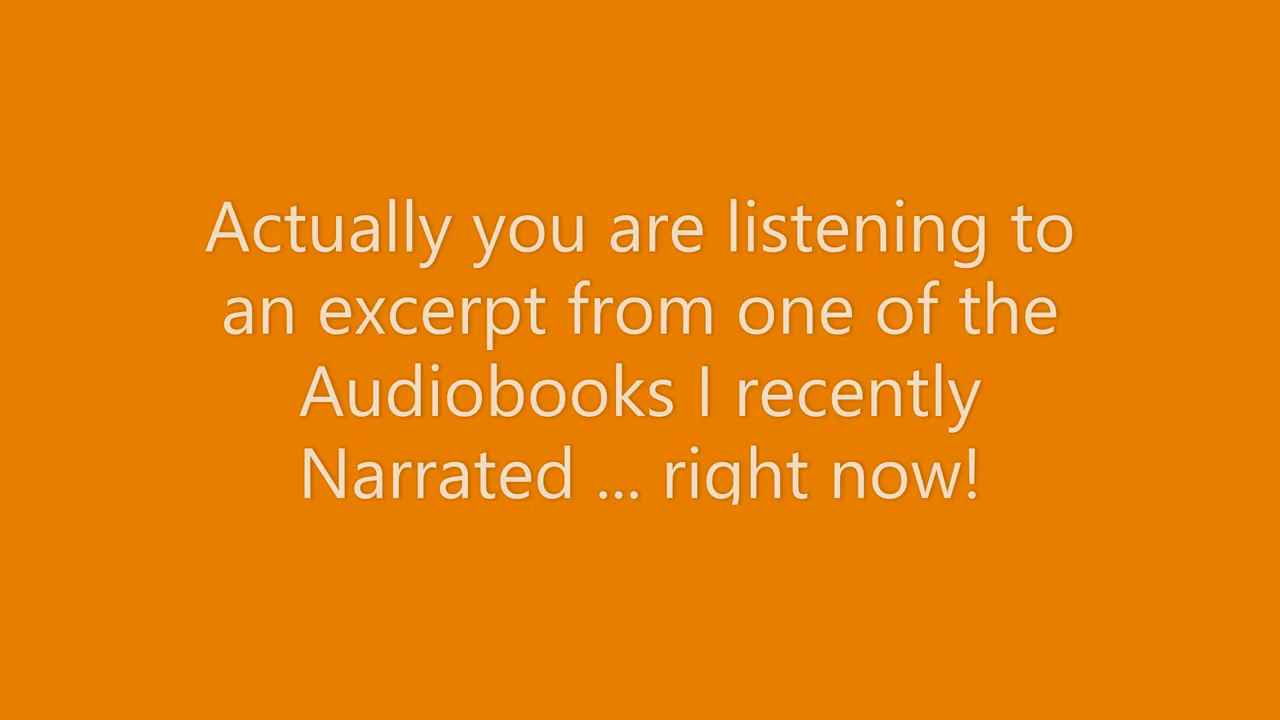 Actually you are listening to
an excerpt from one of the
Audiobooks I recently
Narrated ... right now!